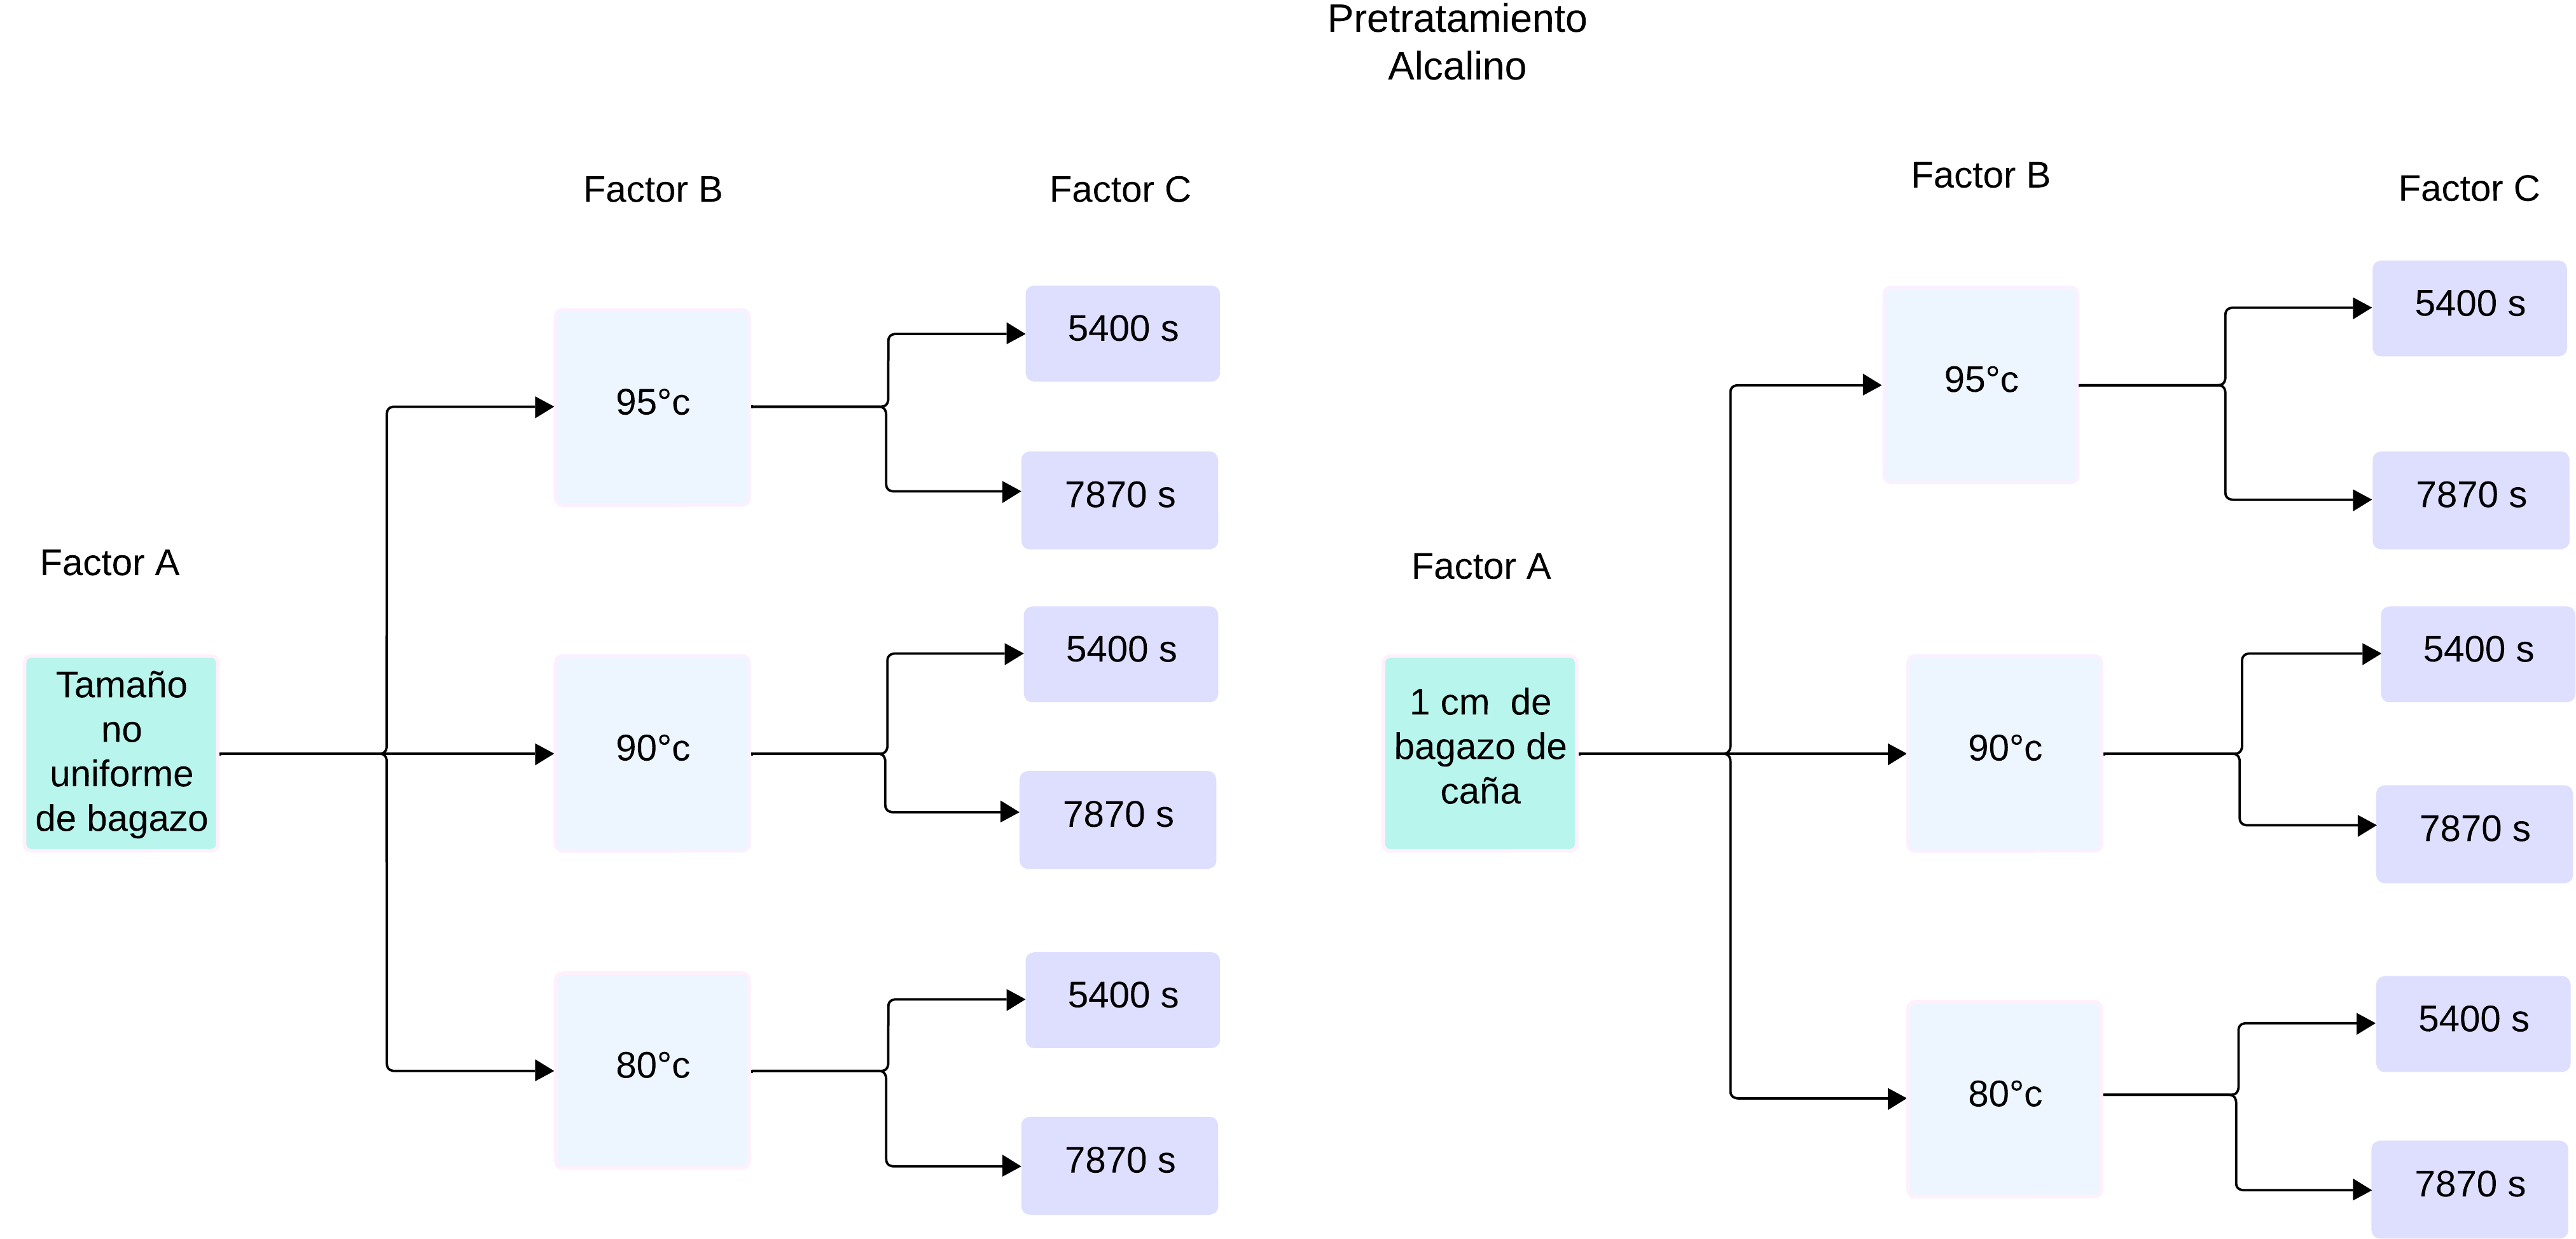 Pretratamiento
Alcalino
Factor B
Factor C
Factor A
Tamaño
no
uniforme
de bagazo
95°c
5400 s
7870 s
90°c
5400 s
7870 s
80°c
5400 s
7870 s
Factor B
Factor C
Factor A
1 cm  de
bagazo de
caña
95°c
5400 s
7870 s
90°c
5400 s
7870 s
80°c
5400 s
7870 s